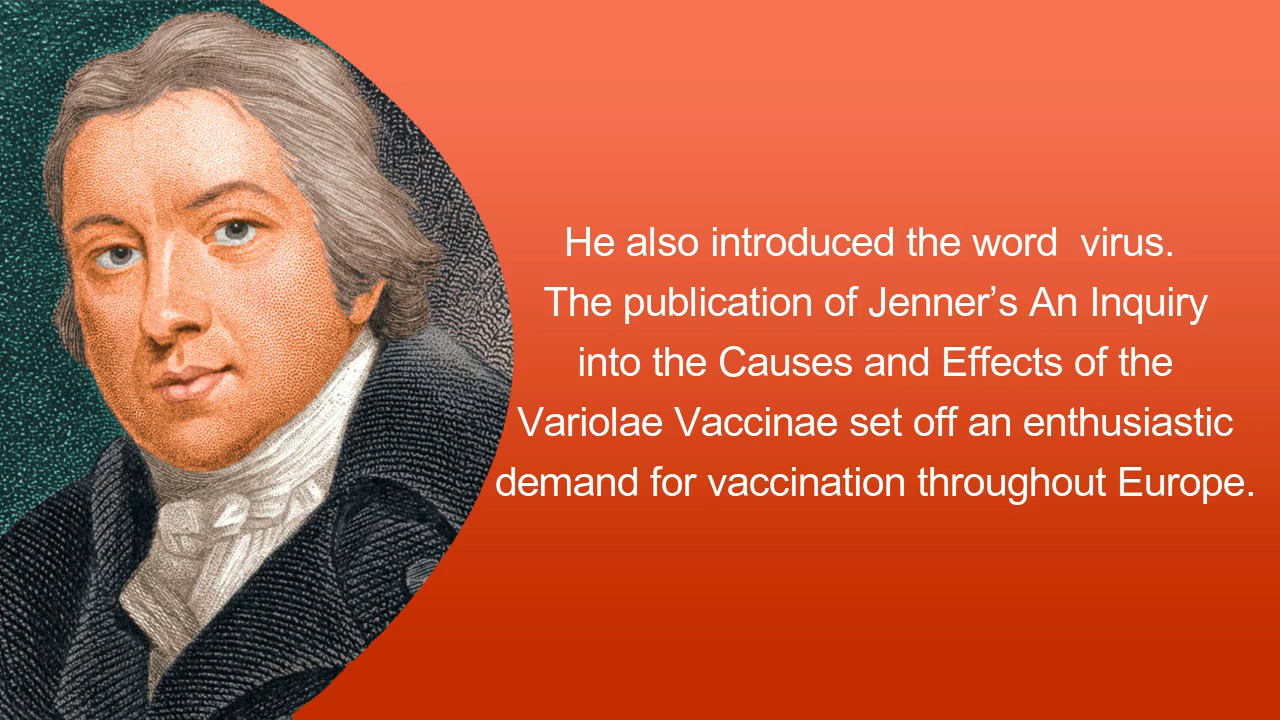 He also introduced the word  virus.
The publication of Jenner’s An Inquiry
into the Causes and Effects of the
Variolae Vaccinae set off an enthusiastic
demand for vaccination throughout Europe.